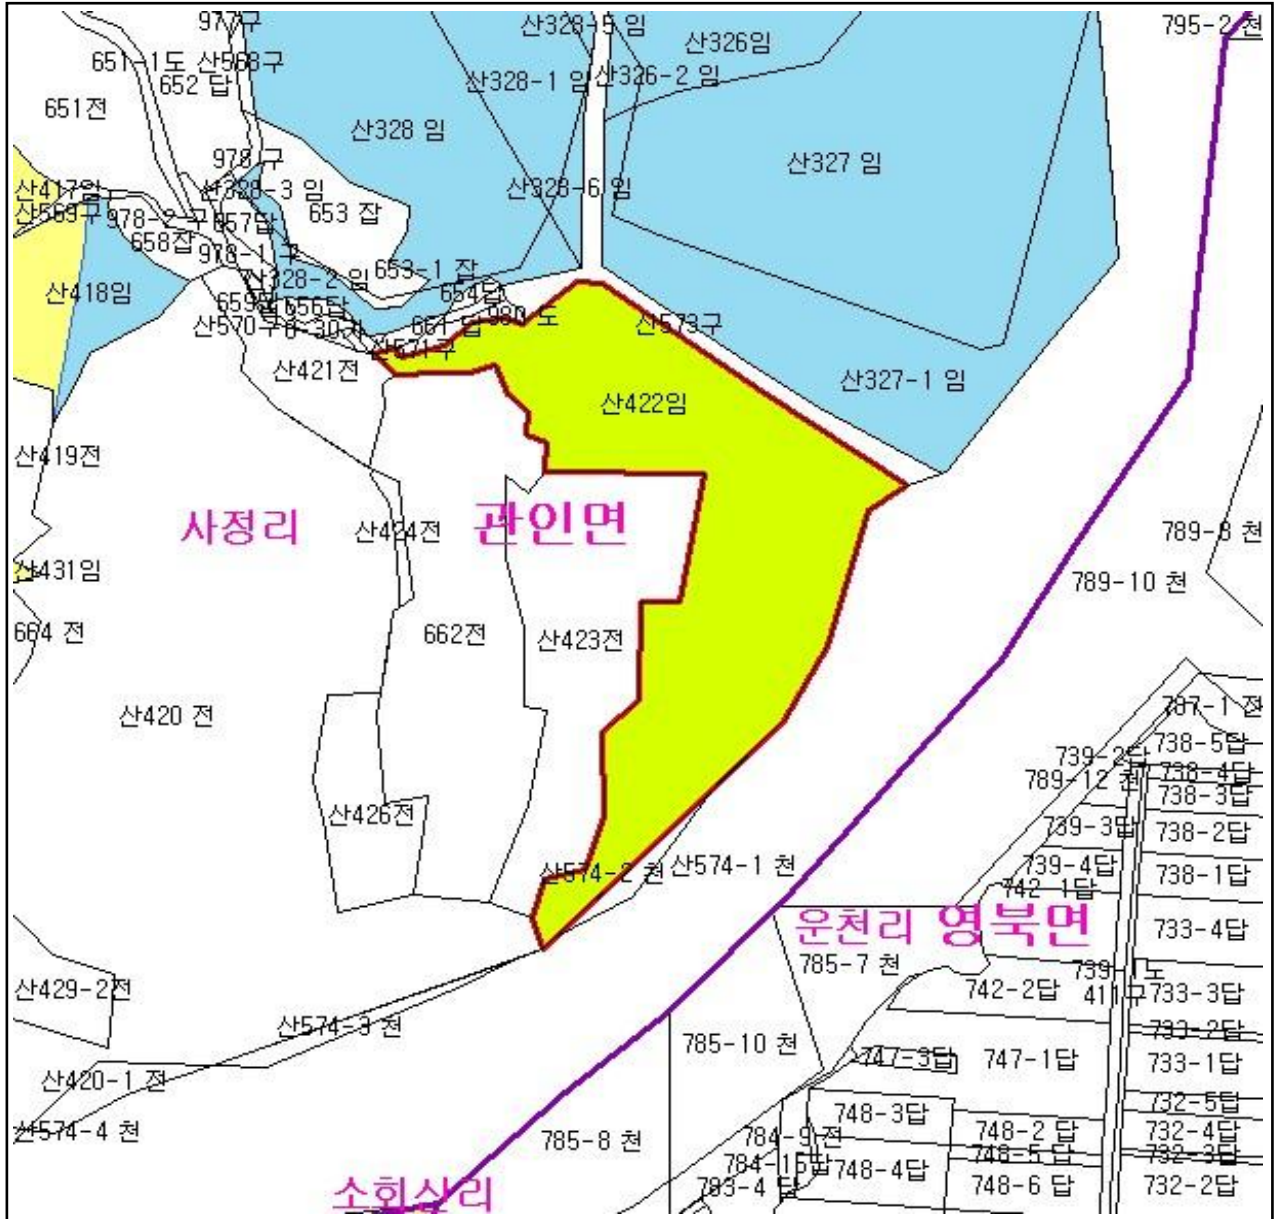 977구
산328-5 임
산326임
795-2 천
651-1도
산568구
652 답
산328-1 임
산326-2 임
651전
산328 임
978 구
산327 임
산417임
산328-3 임
산328-6 임
산569구
978-2 구
657답
653 잡
658잡
978-1 구
산328-2 임
653-1 잡
산418임
659답
656답
654답
산570구
661 답
980 도
산573구
산571구
산421전
산327-1 임
산422임
산419전
사정리
산424전
관인면
789-8 천
산431임
789-10 천
664 전
662전
산423전
산420 전
787-1 전
738-5답
739-2답
738-4답
789-12 천
738-3답
산426전
739-3답
738-2답
739-4답
738-1답
산574-2 천
산574-1 천
742-1답
운천리
영북면
733-4답
785-7 천
739-1도
산429-2전
742-2답
411구
733-3답
산574-3 천
733-2답
785-10 천
747-3답
747-1답
733-1답
산420-1 전
732-5답
748-3답
산574-4 천
785-8 천
784-9 전
748-2 답
732-4답
784-15답
748-4답
748-5 답
732-3답
783-4 답
748-6 답
732-2답
소회산리